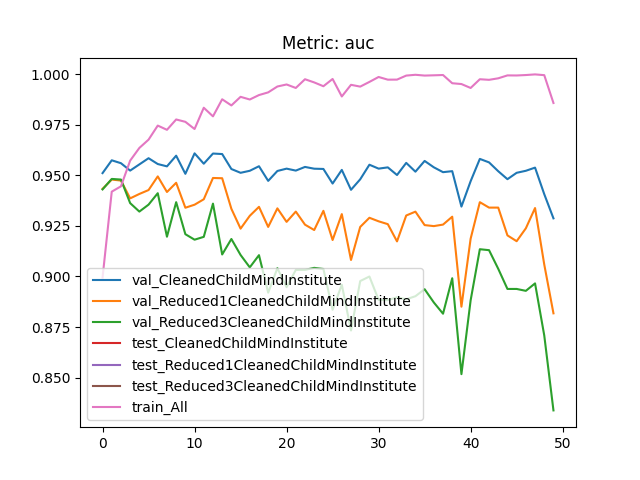 Metric: auc
1.000
0.975
0.950
0.925
0.900
0.875
0.850
val_CleanedChildMindInstitute
val_Reduced1CleanedChildMindInstitute
val_Reduced3CleanedChildMindInstitute
test_CleanedChildMindInstitute
test_Reduced1CleanedChildMindInstitute
test_Reduced3CleanedChildMindInstitute
train_All
0 10 20 30 40 50